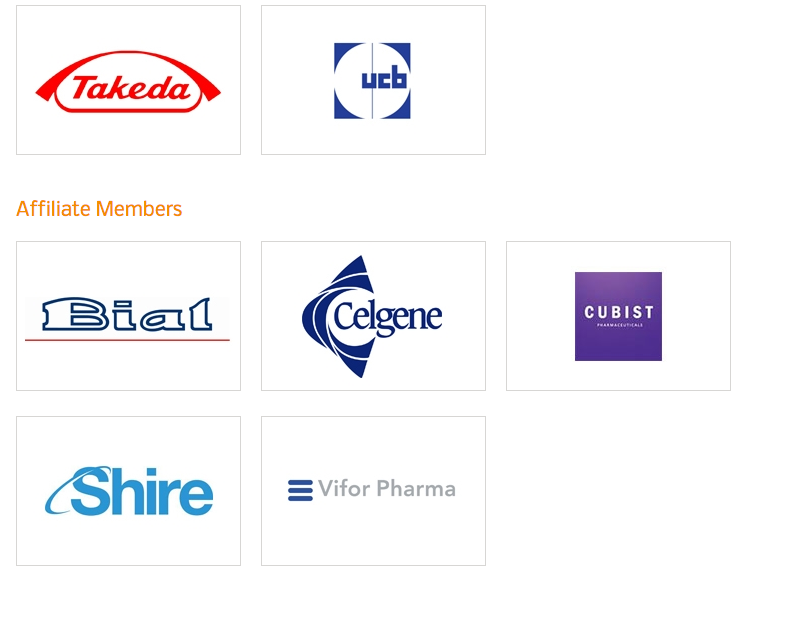 Takeda
ucb
Affiliate Members
Bial
Celgene
CUBIST
PHARMACEUTICALS
Shire
Vifor Pharma